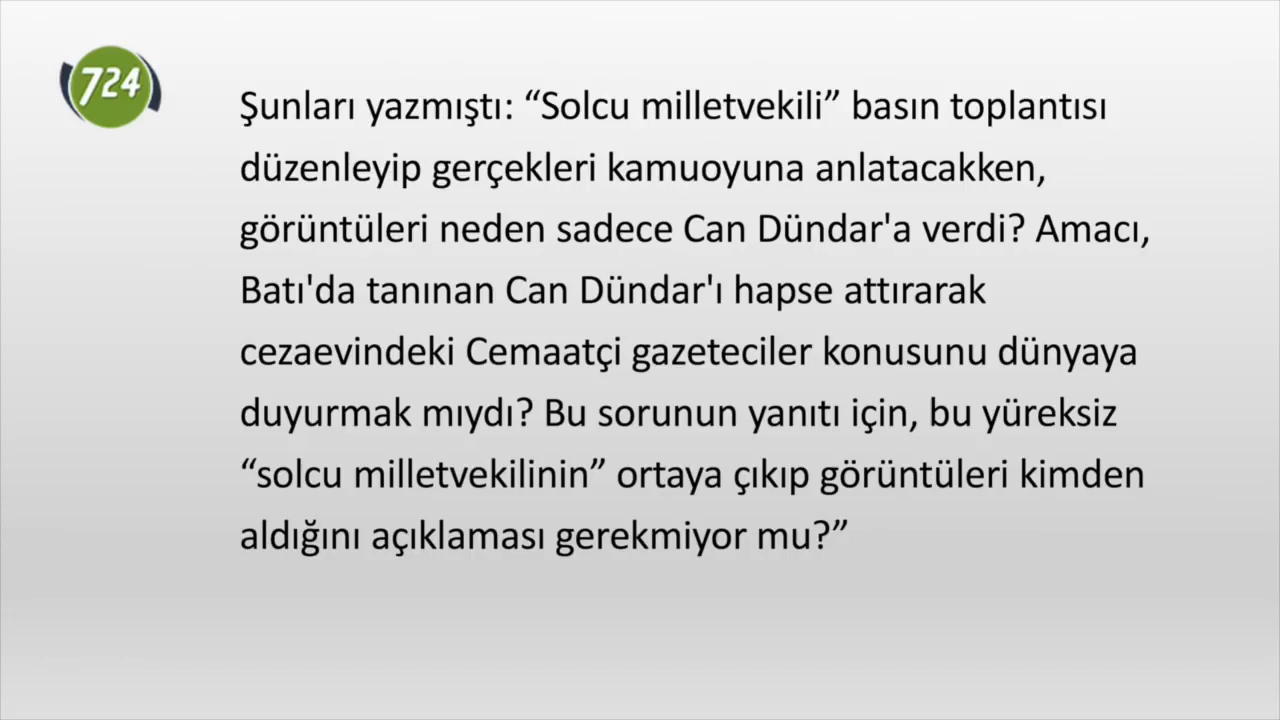 724
Şunları yazmıştı: “Solcu milletvekili” basın toplantısı
düzenleyip gerçekleri kamuoyuna anlatacakken,
görüntüleri neden sadece Can Dündar'a verdi? Amacı,
Batı'da tanınan Can Dündar'ı hapse attırarak
cezaevindeki Cemaatçi gazeteciler konusunu dünyaya
duyurmak mıydı? Bu sorunun yanıtı için, bu yüreksiz
“solcu milletvekilinin” ortaya çıkıp görüntüleri kimden
aldığını açıklaması gerekmiyor mu?”